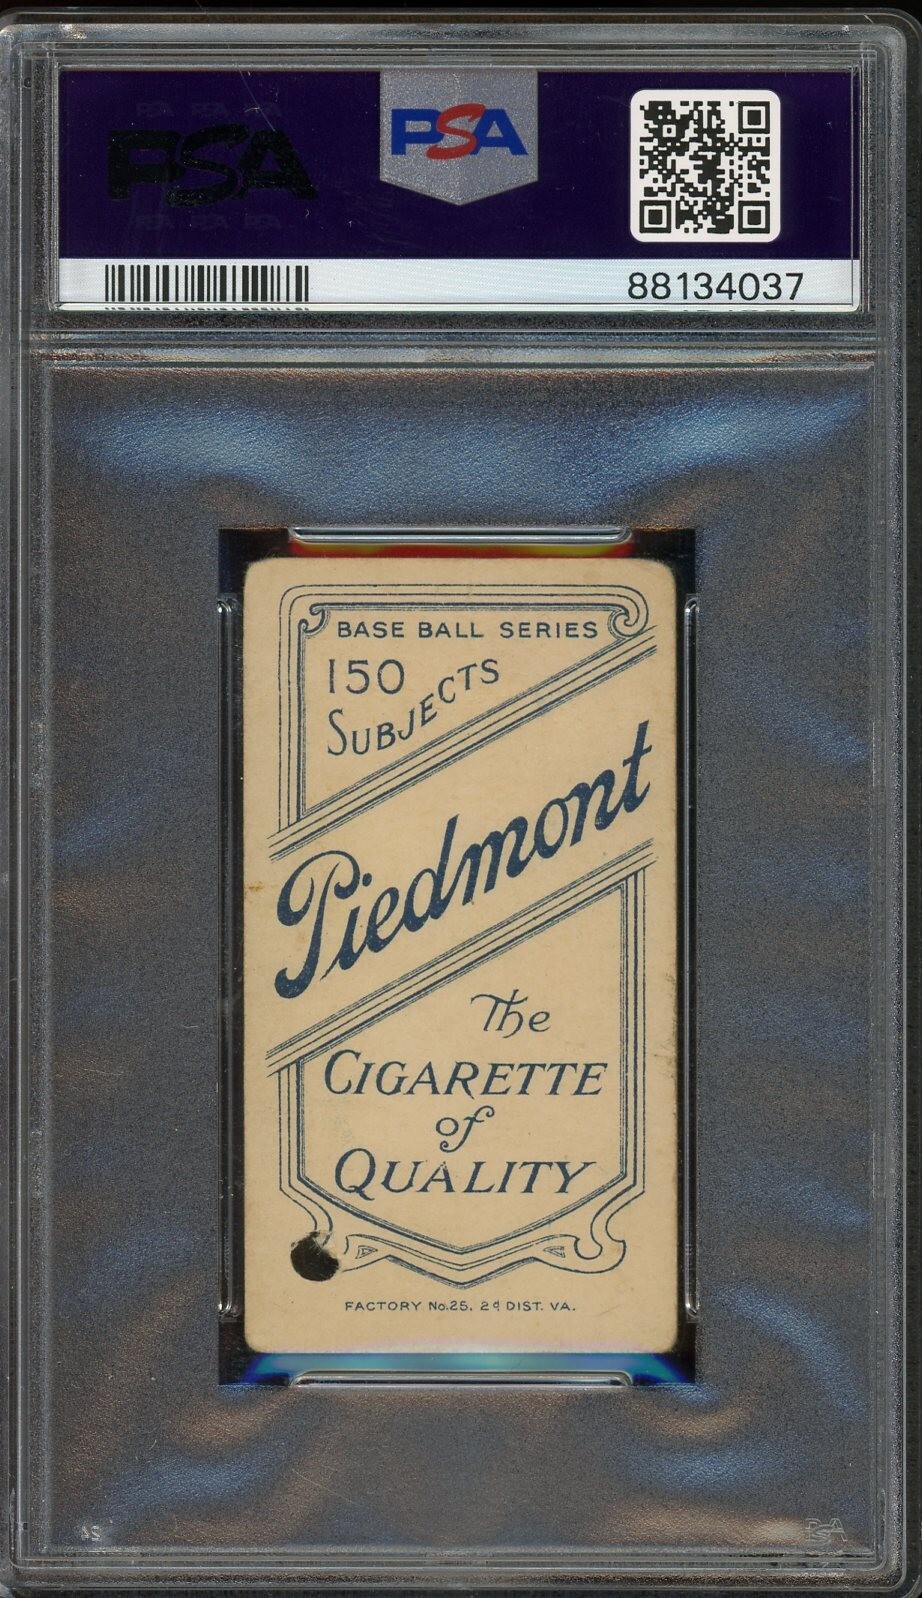 PSA
PSA
88134037
BASE BALL SERIES
150
SUBJECTS
Piedmont
The
CIGARETTE
of
QUALITY
FACTORY No. 25. 2d DIST. VA.
PSA